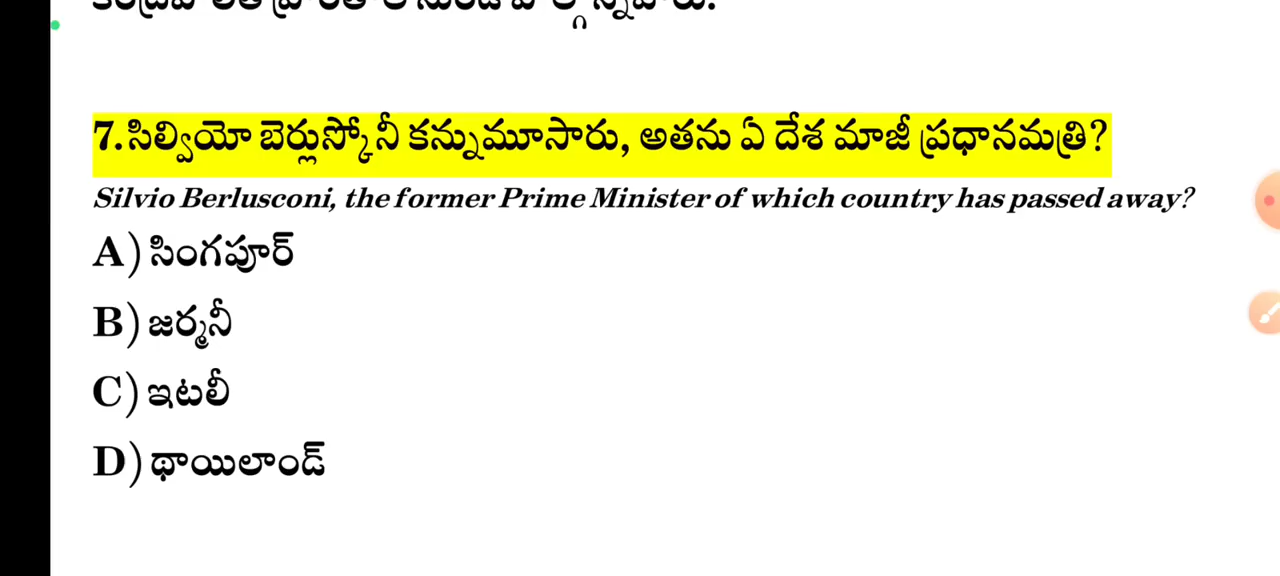 7.సిల్వియో బెర్లుస్కోనీ కన్నుమూసారు, అతను ఏ దేశ మాజీ ప్రధానమత్రి?
Silvio Berlusconi, the former Prime Minister of which country has passed away?
A) సింగపూర్
B) జర్మనీ
C) ఇటలీ
D) థాయిలాండ్